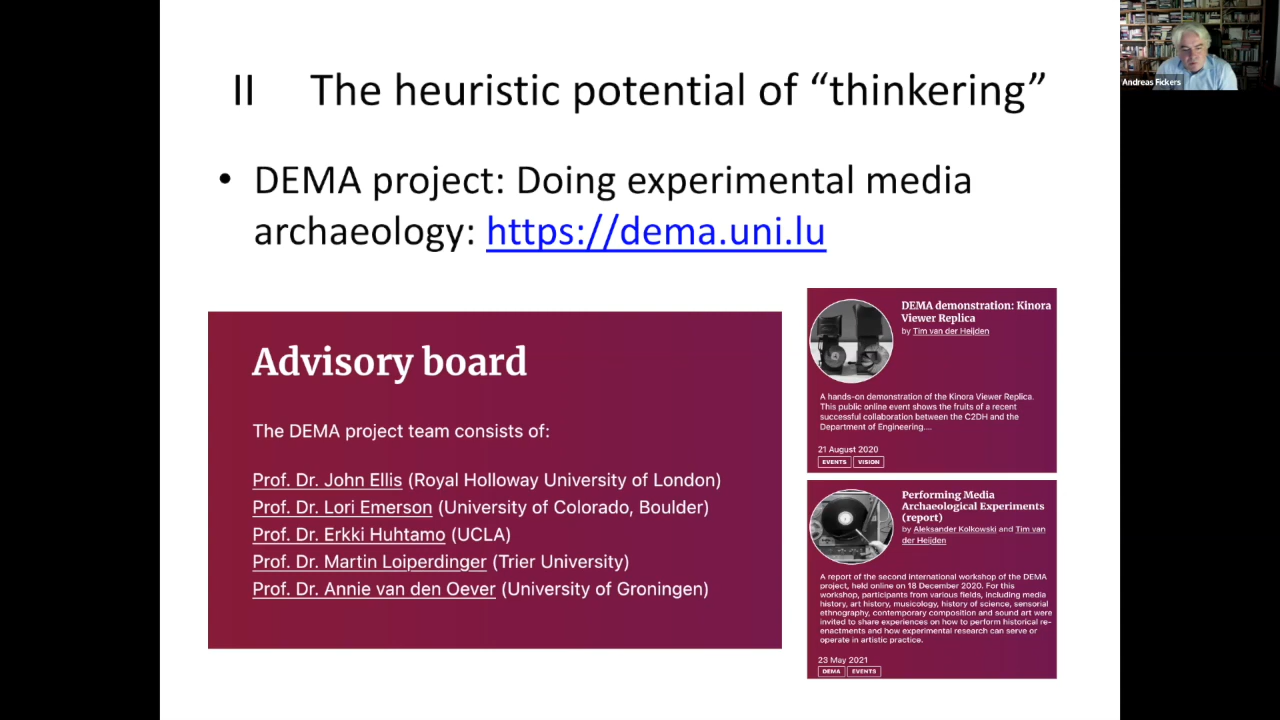 II The heuristic potential of “thinkering”
• DEMA project: Doing experimental media
archaeology: https://dema.uni.lu
Advisory board
The DEMA project team consists of:
Prof. Dr. John Ellis (Royal Holloway University of London)
Prof. Dr. Lori Emerson (University of Colorado, Boulder)
Prof. Dr. Erkki Huhtamo (UCLA)
Prof. Dr. Martin Loiperdinger (Trier University)
Prof. Dr. Annie van den Oever (University of Groningen)
DEMA demonstration: Kinora
Viewer Replica
by Tim van der Heijden
A hands-on demonstration of the Kinora Viewer Replica.
This public online event shows the fruits of a recent
successful collaboration between the C2DH and the
Department of Engineering....
21 August 2020
EVENTS VISION
Performing Media
Archaeological Experiments
(report)
by Aleksander Kolkowski and Tim van
der Heijden
A report of the second international workshop of the DEMA
project, held online on 18 December 2020. For this
workshop, participants from various fields, including media
history, art history, musicology, history of science, sensorial
ethnography, contemporary composition and sound art were
invited to share experiences on how to perform historical re-
enactments and how experimental research can serve or
operate in artistic practice.
23 May 2021
DEMA EVENTS
Andreas Fickers